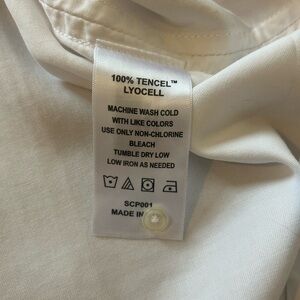 100% TENCEL™
LYOCELL
MACHINE WASH COLD
WITH LIKE COLORS
USE ONLY NON-CHLORINE
BLEACH
TUMBLE DRY LOW
LOW IRON AS NEEDED
SCP001
MADE IN